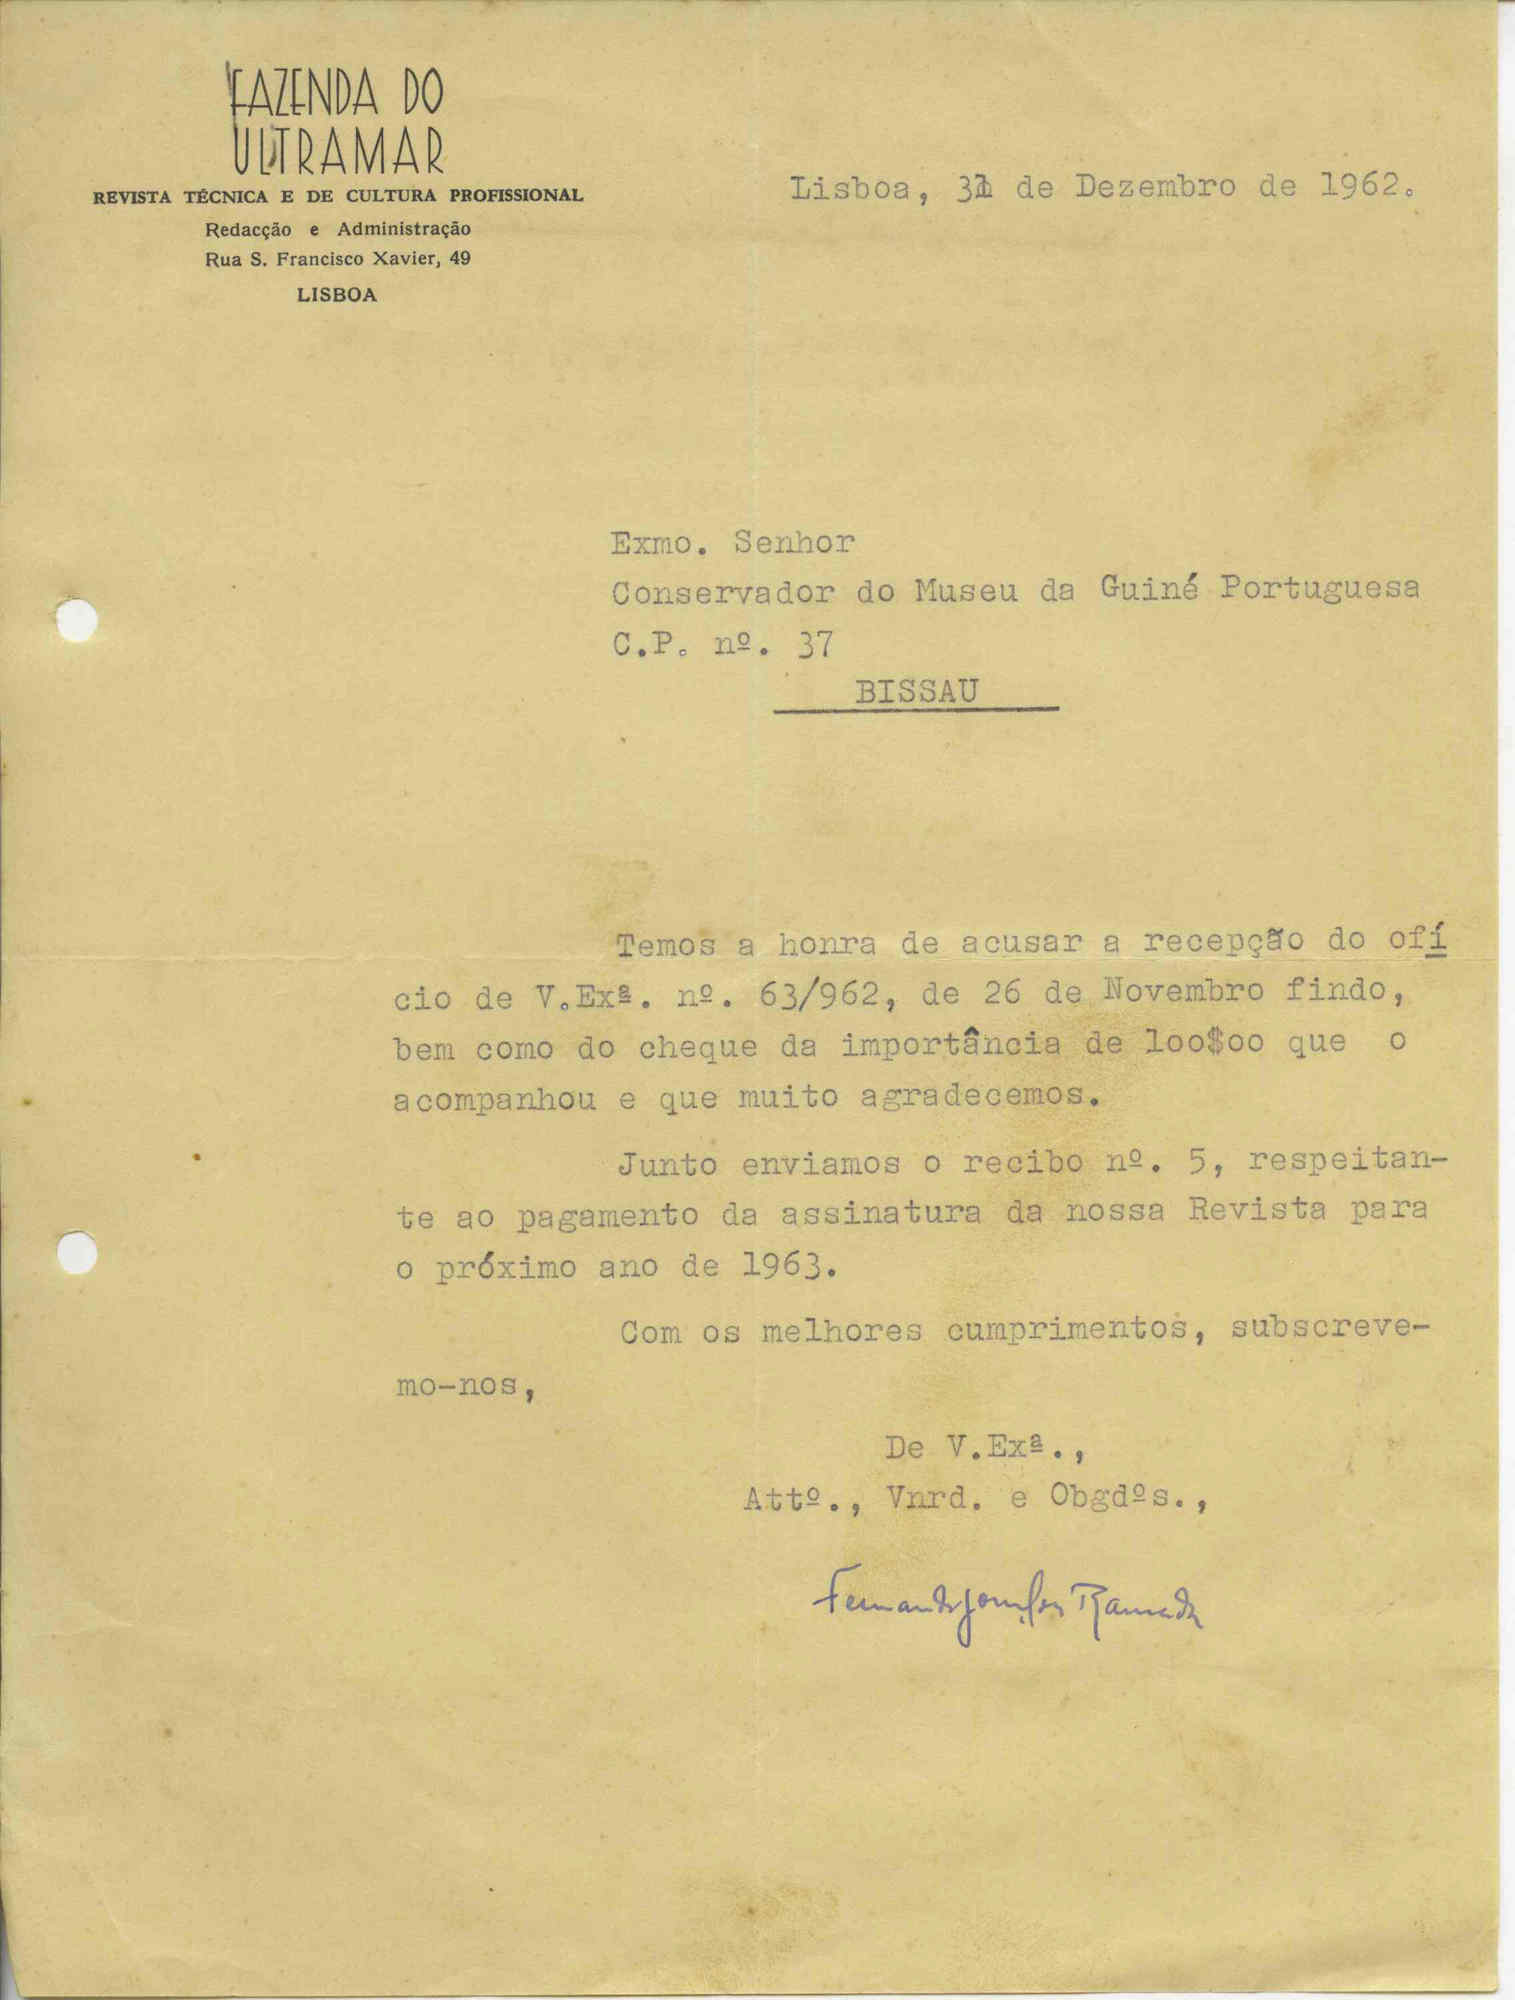 FAZENDA DO
ULTRAMAR
REVISTA TÉCNICA E DE CULTURA PROFISSIONAL
Redacção e Administração
Rua S. Francisco Xavier, 49
LISBOA
Lisboa, 31 de Dezembro de 1962.
Exmo. Senhor
Conservador do Museu da Guiné Portuguesa
C.P. nº. 37
BISSAU
Temos a honra de acusar a recepção do ofí
cio de V.Exª. nº. 63/962, de 26 de Novembro findo,
bem como do cheque da importância de loo$oo que o
acompanhou e que muito agradecemos.
Junto enviamos o recibo nº. 5, respeitan-
te ao pagamento da assinatura da nossa Revista para
o próximo ano de 1963.
Com os melhores cumprimentos, subscreve-
mo-nos,
De V.Exª.,
Attº., Vnrd. e Obgdºs.,
Fernando Ramada